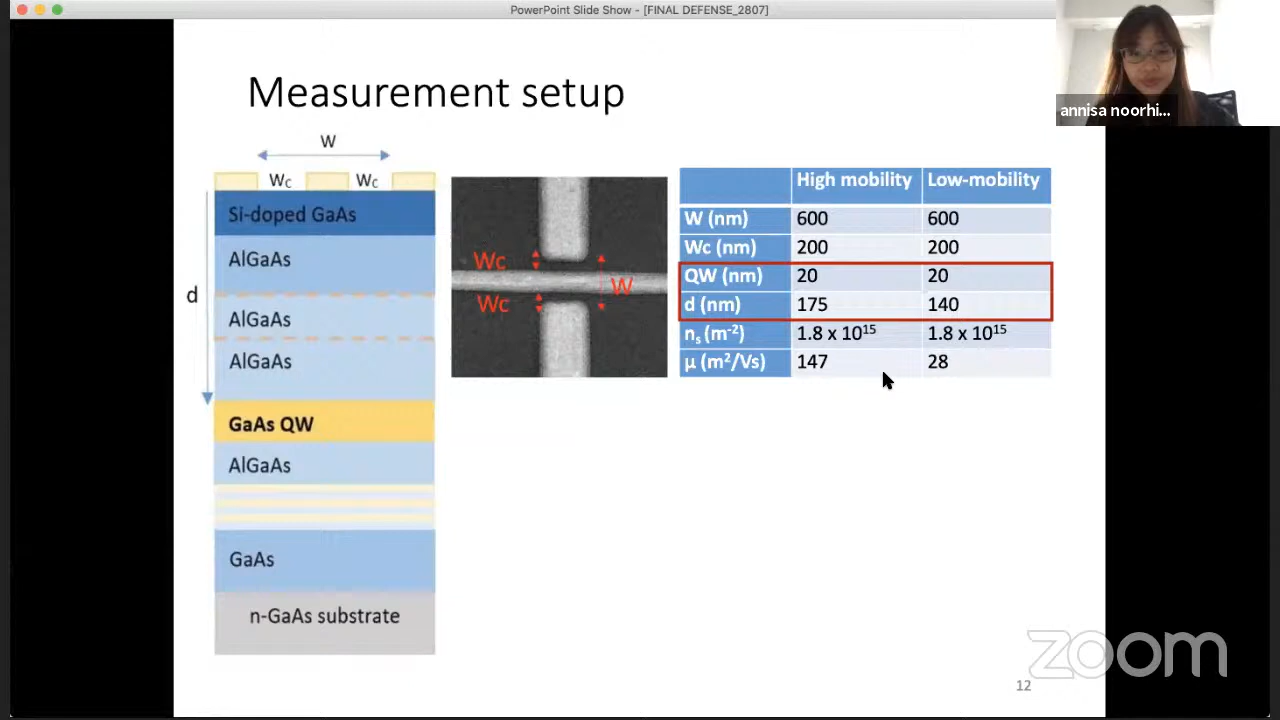 PowerPoint Slide Show - [FINAL DEFENSE_2807]
annisa noorhi...
Measurement setup
W
Wc Wc
d
Si-doped GaAs
AlGaAs
AlGaAs
AlGaAs
GaAs QW
AlGaAs
GaAs
n-GaAs substrate
Wc
W
Wc
High mobility Low-mobility
W (nm) 600 600
Wc (nm) 200 200
QW (nm) 20 20
d (nm) 175 140
nₛ (m⁻²) 1.8 x 10¹⁵ 1.8 x 10¹⁵
μ (m²/Vs) 147 28
zoom
12